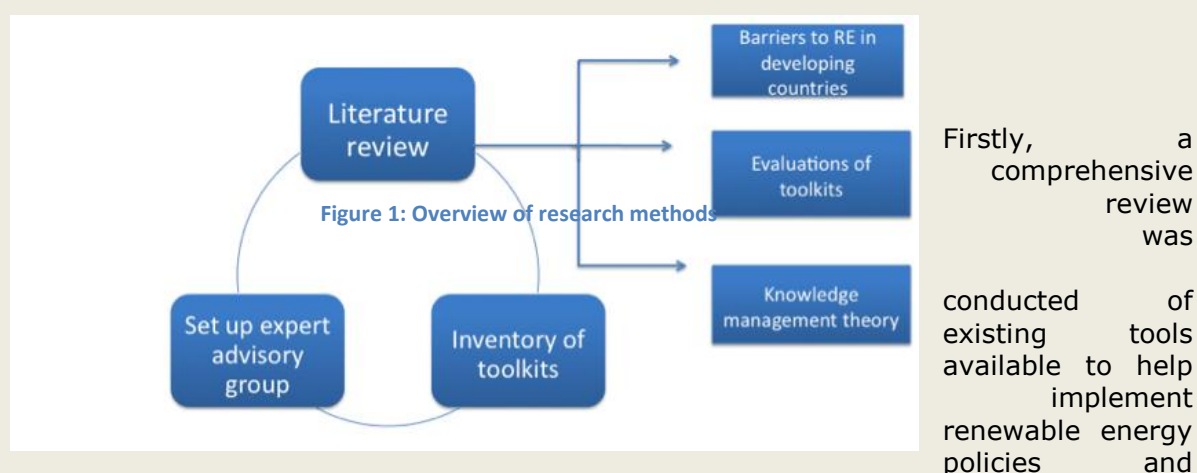 Literature
review
Barriers to RE in
developing
countries
Evaluations of
toolkits
Knowledge
management theory
Figure 1: Overview of research methods
Set up expert
advisory
group
Inventory of
toolkits
Firstly, a
comprehensive
review
was
conducted of
existing tools
available to help
implement
renewable energy
policies and